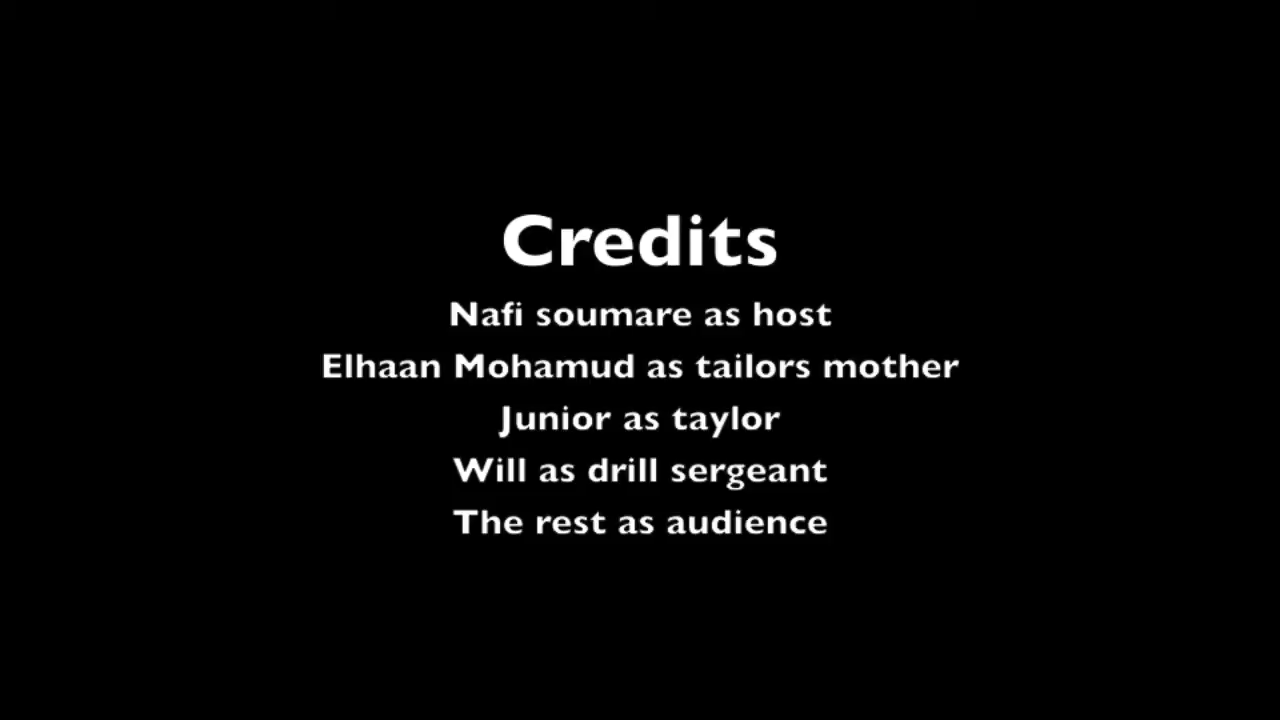 Credits
Nafi soumare as host
Elhaan Mohamud as tailors mother
Junior as taylor
Will as drill sergeant
The rest as audience